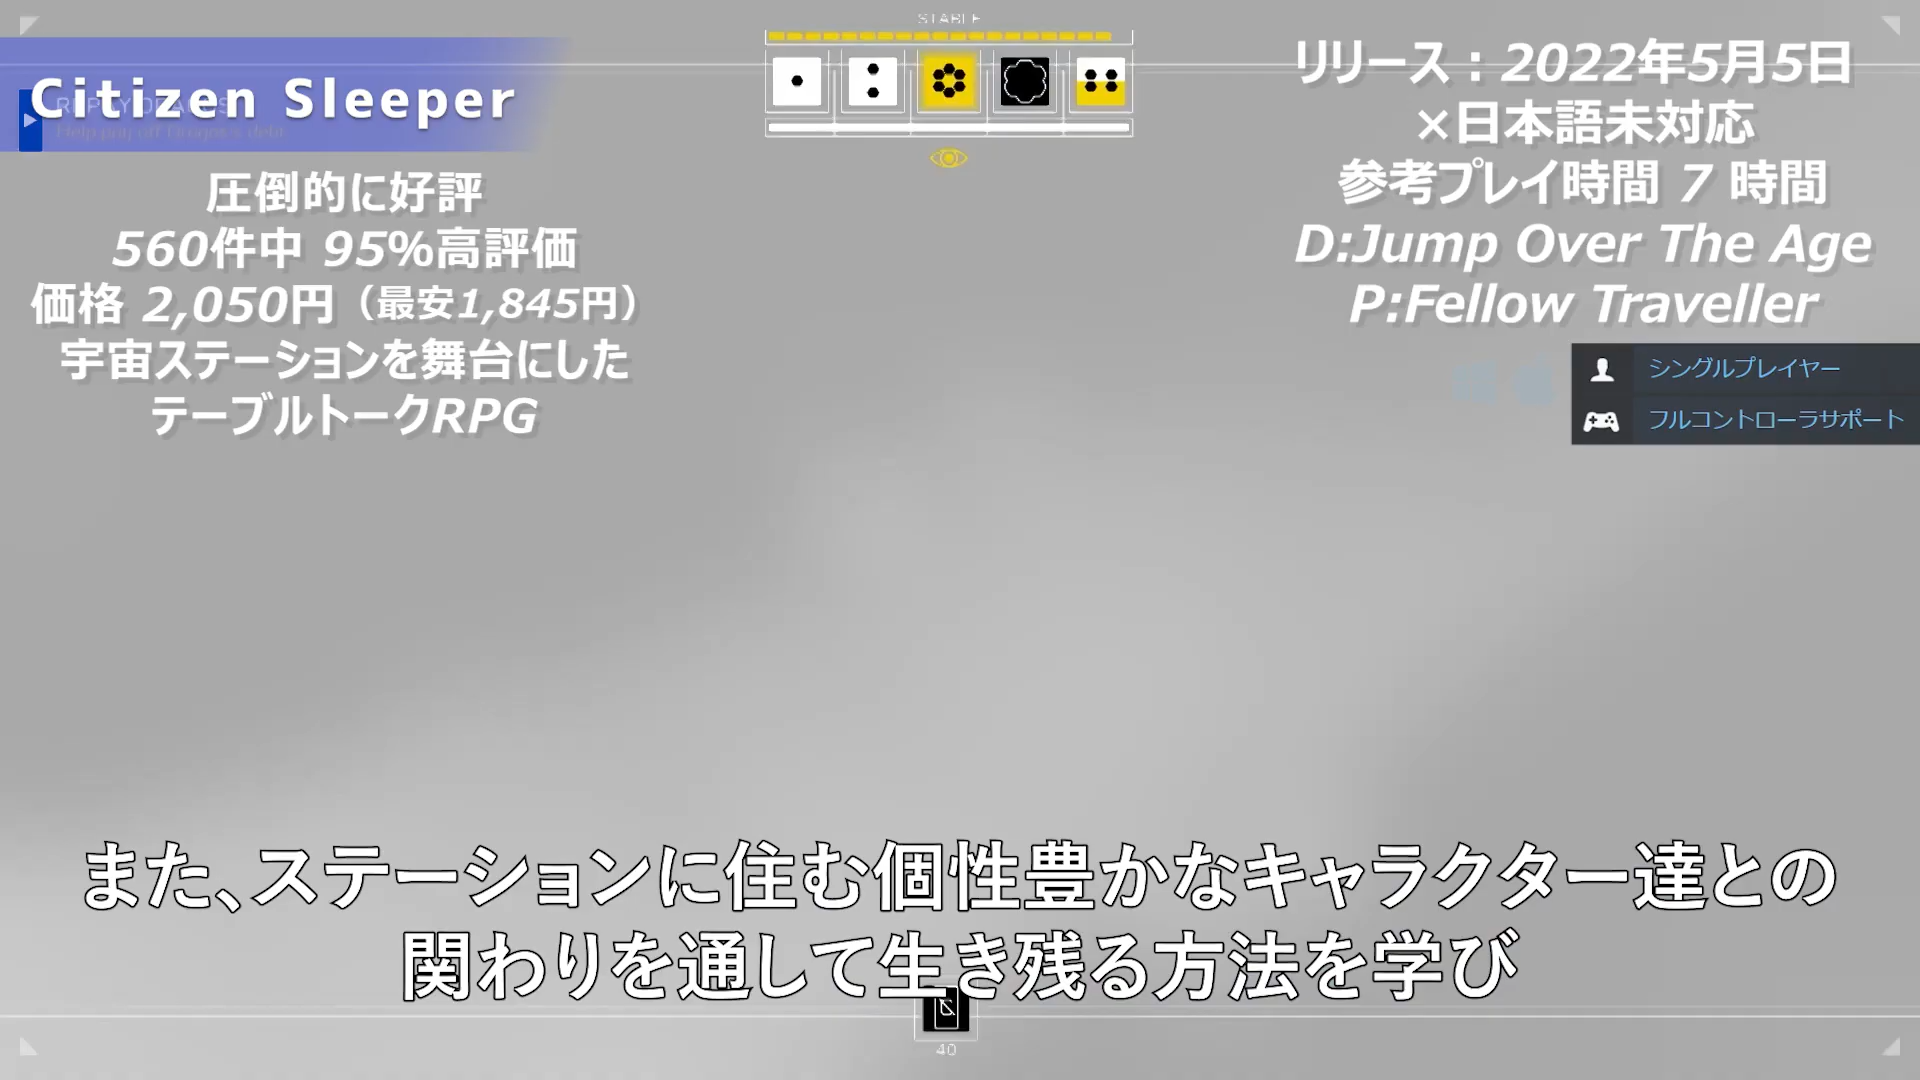 STABLE
Citizen Sleeper
圧倒的に好評
560件中 95%高評価
価格 2,050円（最安1,845円）
宇宙ステーションを舞台にした
テーブルトークRPG
リリース：2022年5月5日
×日本語未対応
参考プレイ時間 7 時間
D:Jump Over The Age
P:Fellow Traveller
シングルプレイヤー
フルコントローラサポート
また、ステーションに住む個性豊かなキャラクター達との
関わりを通して生き残る方法を学び
40